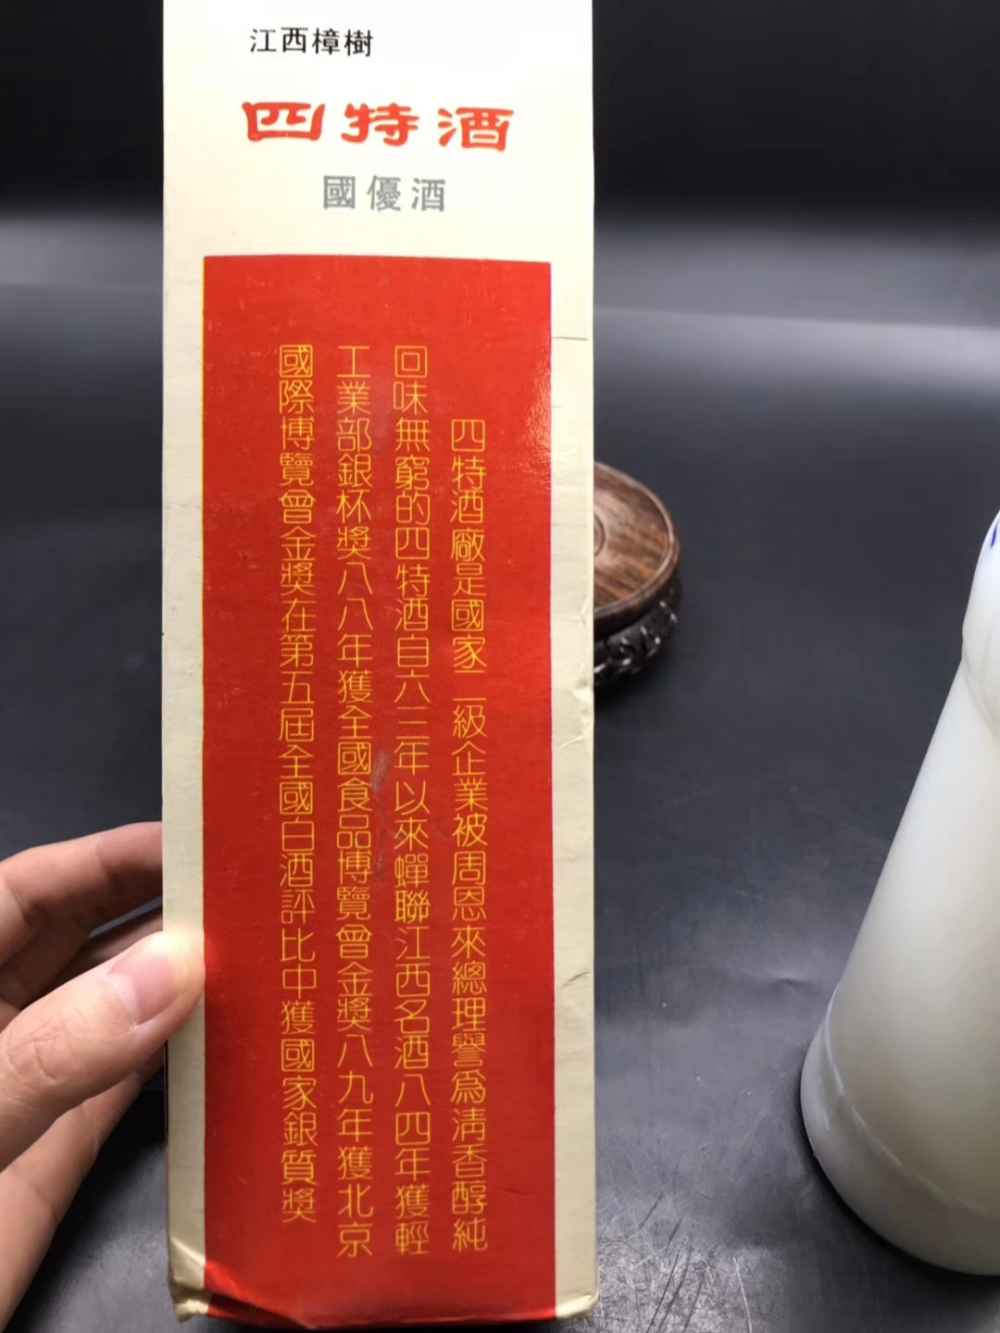 江西樟樹
四特酒
國優酒
四特酒廠是國家二級企業被周恩來總理譽爲清香醇純
回味無窮的四特酒自六三年以來蟬聯江西名酒八四年獲輕
工業部銀杯獎八八年獲全國食品博覽會金獎八九年獲北京
國際博覽會金獎在第五屆全國白酒評比中獲國家銀質獎